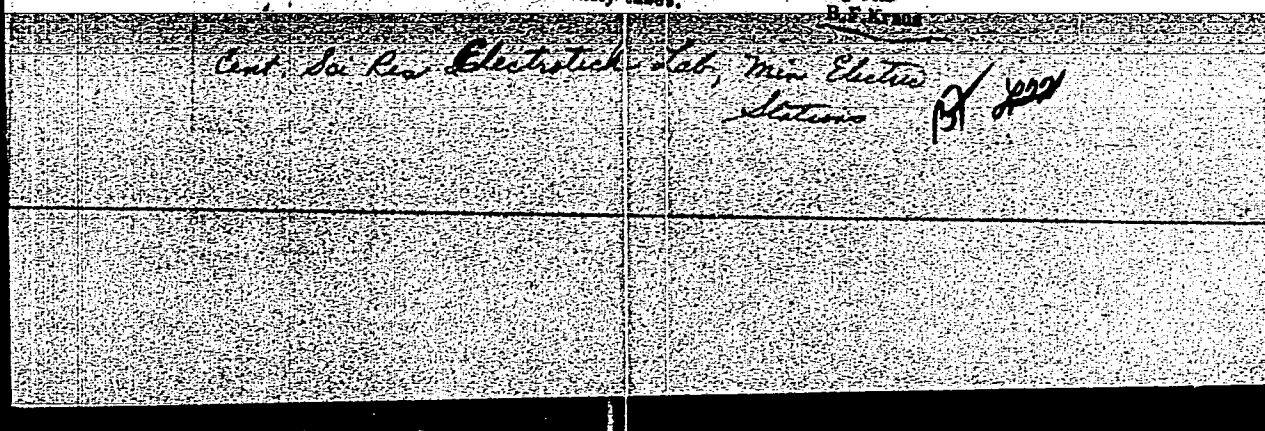 B.F. Kraus
Cent. Sci Res Electrotech Lab, Min Electric
Stations